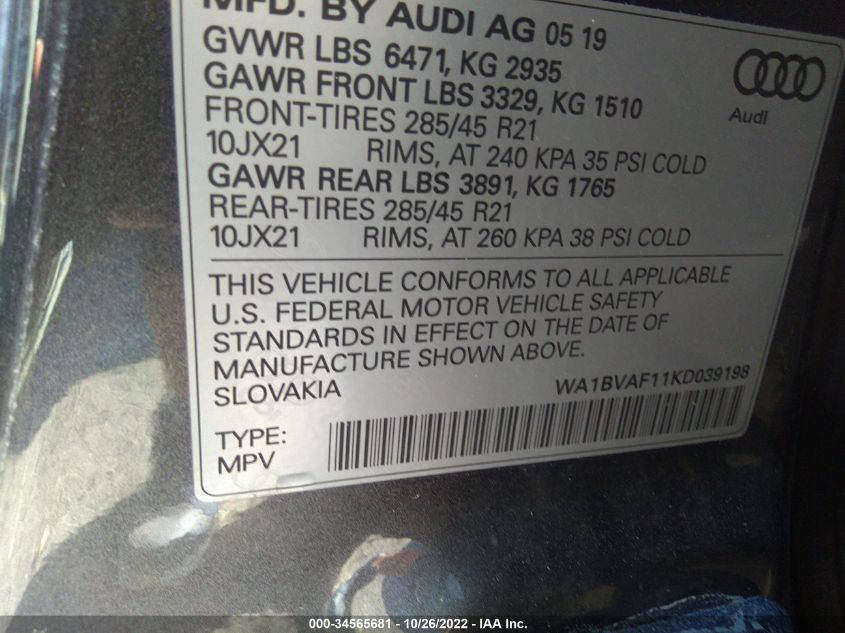 MFD. BY AUDI AG 05 19
GVWR LBS 6471, KG 2935
GAWR FRONT LBS 3329, KG 1510
FRONT-TIRES 285/45 R21
10JX21 RIMS, AT 240 KPA 35 PSI COLD
GAWR REAR LBS 3891, KG 1765
REAR-TIRES 285/45 R21
10JX21 RIMS, AT 260 KPA 38 PSI COLD
Audi
THIS VEHICLE CONFORMS TO ALL APPLICABLE
U.S. FEDERAL MOTOR VEHICLE SAFETY
STANDARDS IN EFFECT ON THE DATE OF
MANUFACTURE SHOWN ABOVE.
SLOVAKIA WA1BVAF11KD039198
TYPE:
MPV
000-34565681 - 10/26/2022 - IAA Inc.